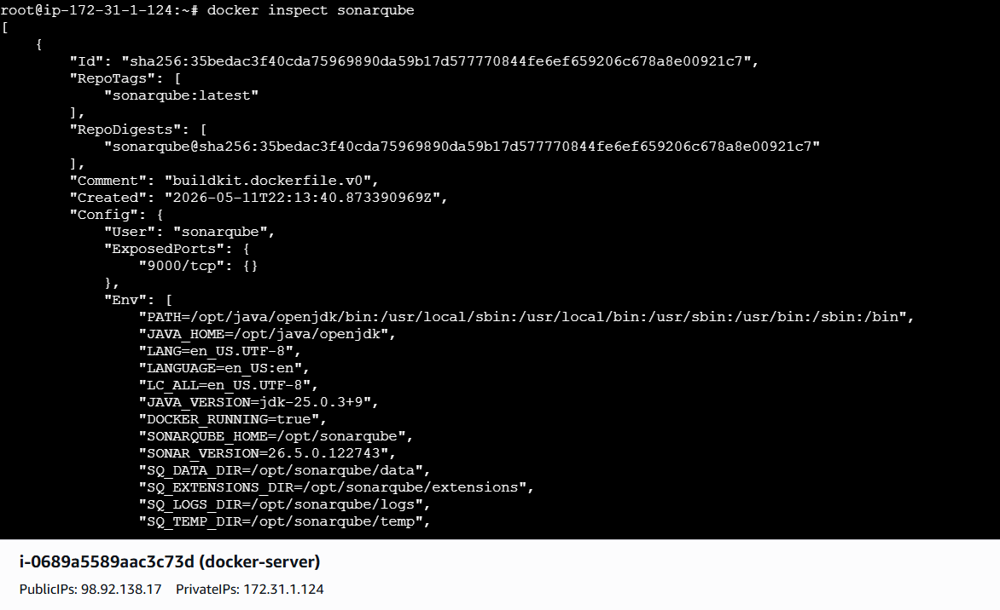 root@ip-172-31-1-124:~# docker inspect sonarqube
[
    {
        "Id": "sha256:35bedac3f40cda75969890da59b17d577770844fe6ef659206c678a8e00921c7",
        "RepoTags": [
            "sonarqube:latest"
        ],
        "RepoDigests": [
            "sonarqube@sha256:35bedac3f40cda75969890da59b17d577770844fe6ef659206c678a8e00921c7"
        ],
        "Comment": "buildkit.dockerfile.v0",
        "Created": "2026-05-11T22:13:40.873390969Z",
        "Config": {
            "User": "sonarqube",
            "ExposedPorts": {
                "9000/tcp": {}
            },
            "Env": [
                "PATH=/opt/java/openjdk/bin:/usr/local/sbin:/usr/local/bin:/usr/sbin:/usr/bin:/sbin:/bin",
                "JAVA_HOME=/opt/java/openjdk",
                "LANG=en_US.UTF-8",
                "LANGUAGE=en_US:en",
                "LC_ALL=en_US.UTF-8",
                "JAVA_VERSION=jdk-25.0.3+9",
                "DOCKER_RUNNING=true",
                "SONARQUBE_HOME=/opt/sonarqube",
                "SONAR_VERSION=26.5.0.122743",
                "SQ_DATA_DIR=/opt/sonarqube/data",
                "SQ_EXTENSIONS_DIR=/opt/sonarqube/extensions",
                "SQ_LOGS_DIR=/opt/sonarqube/logs",
                "SQ_TEMP_DIR=/opt/sonarqube/temp",
i-0689a5589aac3c73d (docker-server)
PublicIPs: 98.92.138.17    PrivateIPs: 172.31.1.124